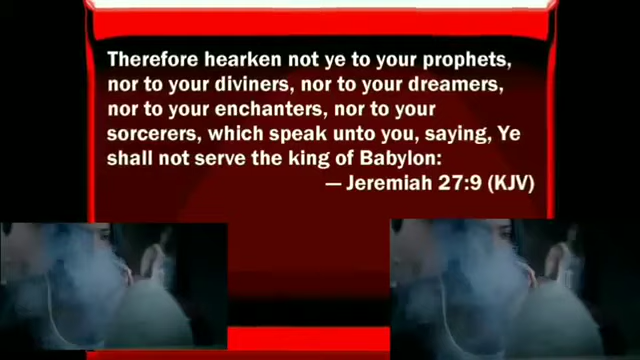 Therefore hearken not ye to your prophets,
nor to your diviners, nor to your dreamers,
nor to your enchanters, nor to your
sorcerers, which speak unto you, saying, Ye
shall not serve the king of Babylon:
— Jeremiah 27:9 (KJV)